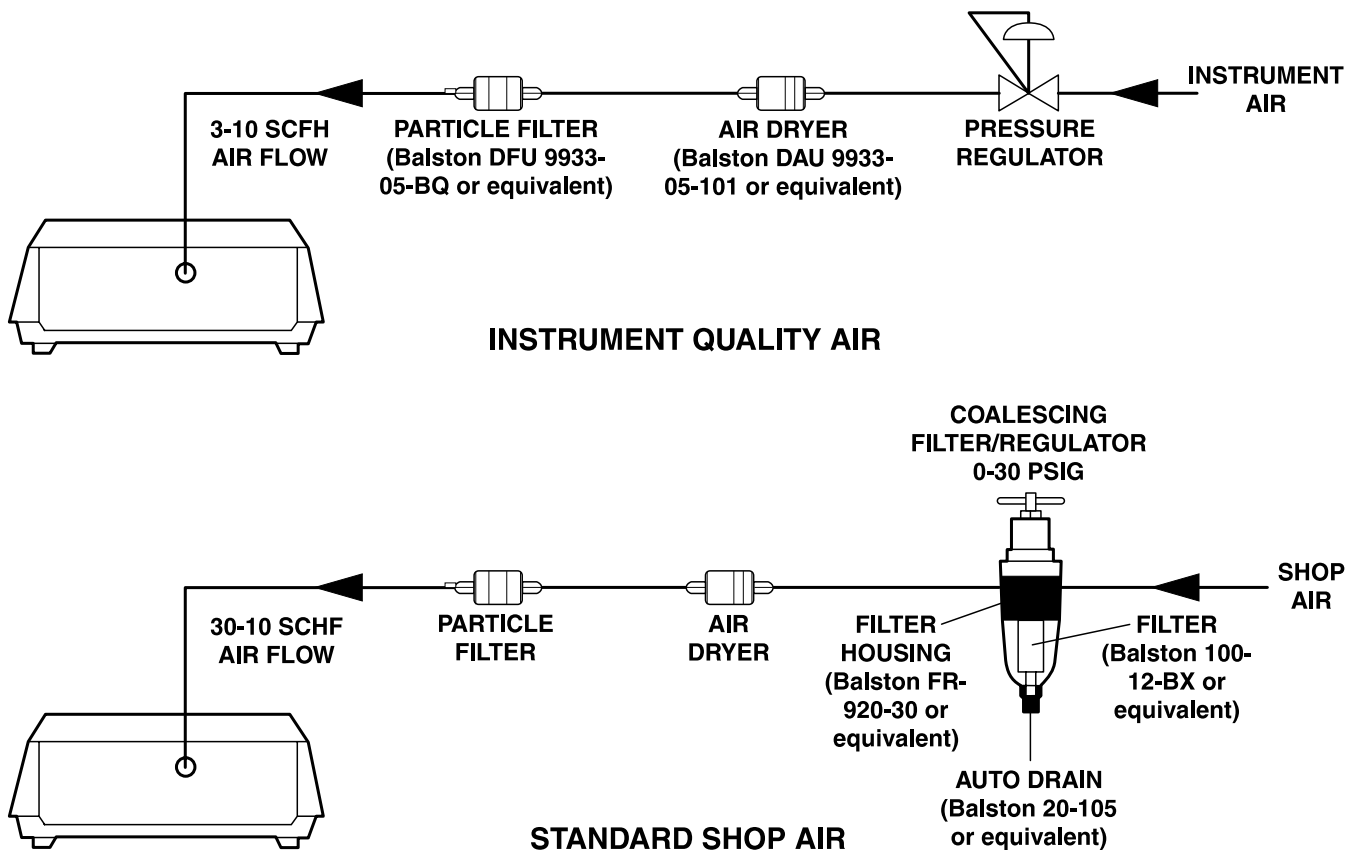 INSTRUMENT
AIR
3-10 SCFH
AIR FLOW
PARTICLE FILTER
(Balston DFU 9933-
05-BQ or equivalent)
AIR DRYER
(Balston DAU 9933-
05-101 or equivalent)
PRESSURE
REGULATOR
INSTRUMENT QUALITY AIR
COALESCING
FILTER/REGULATOR
0-30 PSIG
SHOP
AIR
30-10 SCHF
AIR FLOW
PARTICLE
FILTER
AIR
DRYER
FILTER
HOUSING
(Balston FR-
920-30 or
equivalent)
FILTER
(Balston 100-
12-BX or
equivalent)
AUTO DRAIN
(Balston 20-105
or equivalent)
STANDARD SHOP AIR